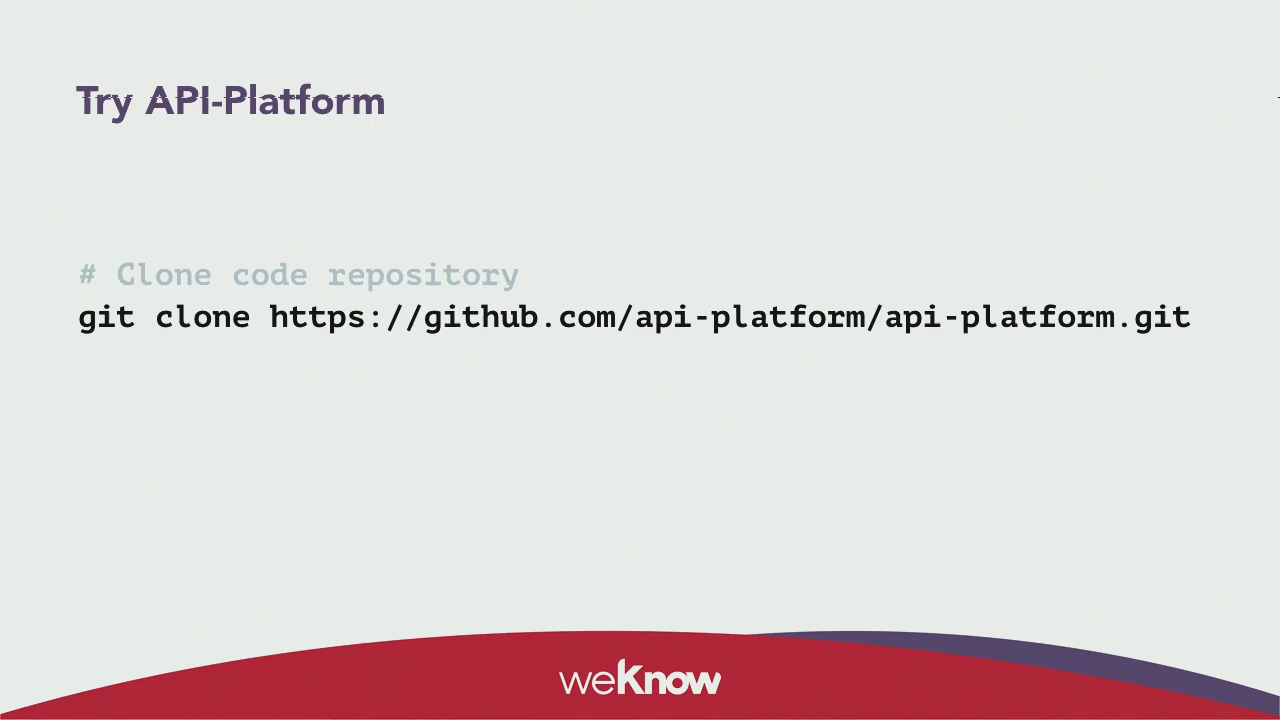 Try API-Platform
# Clone code repository
git clone https://github.com/api-platform/api-platform.git
weKnow